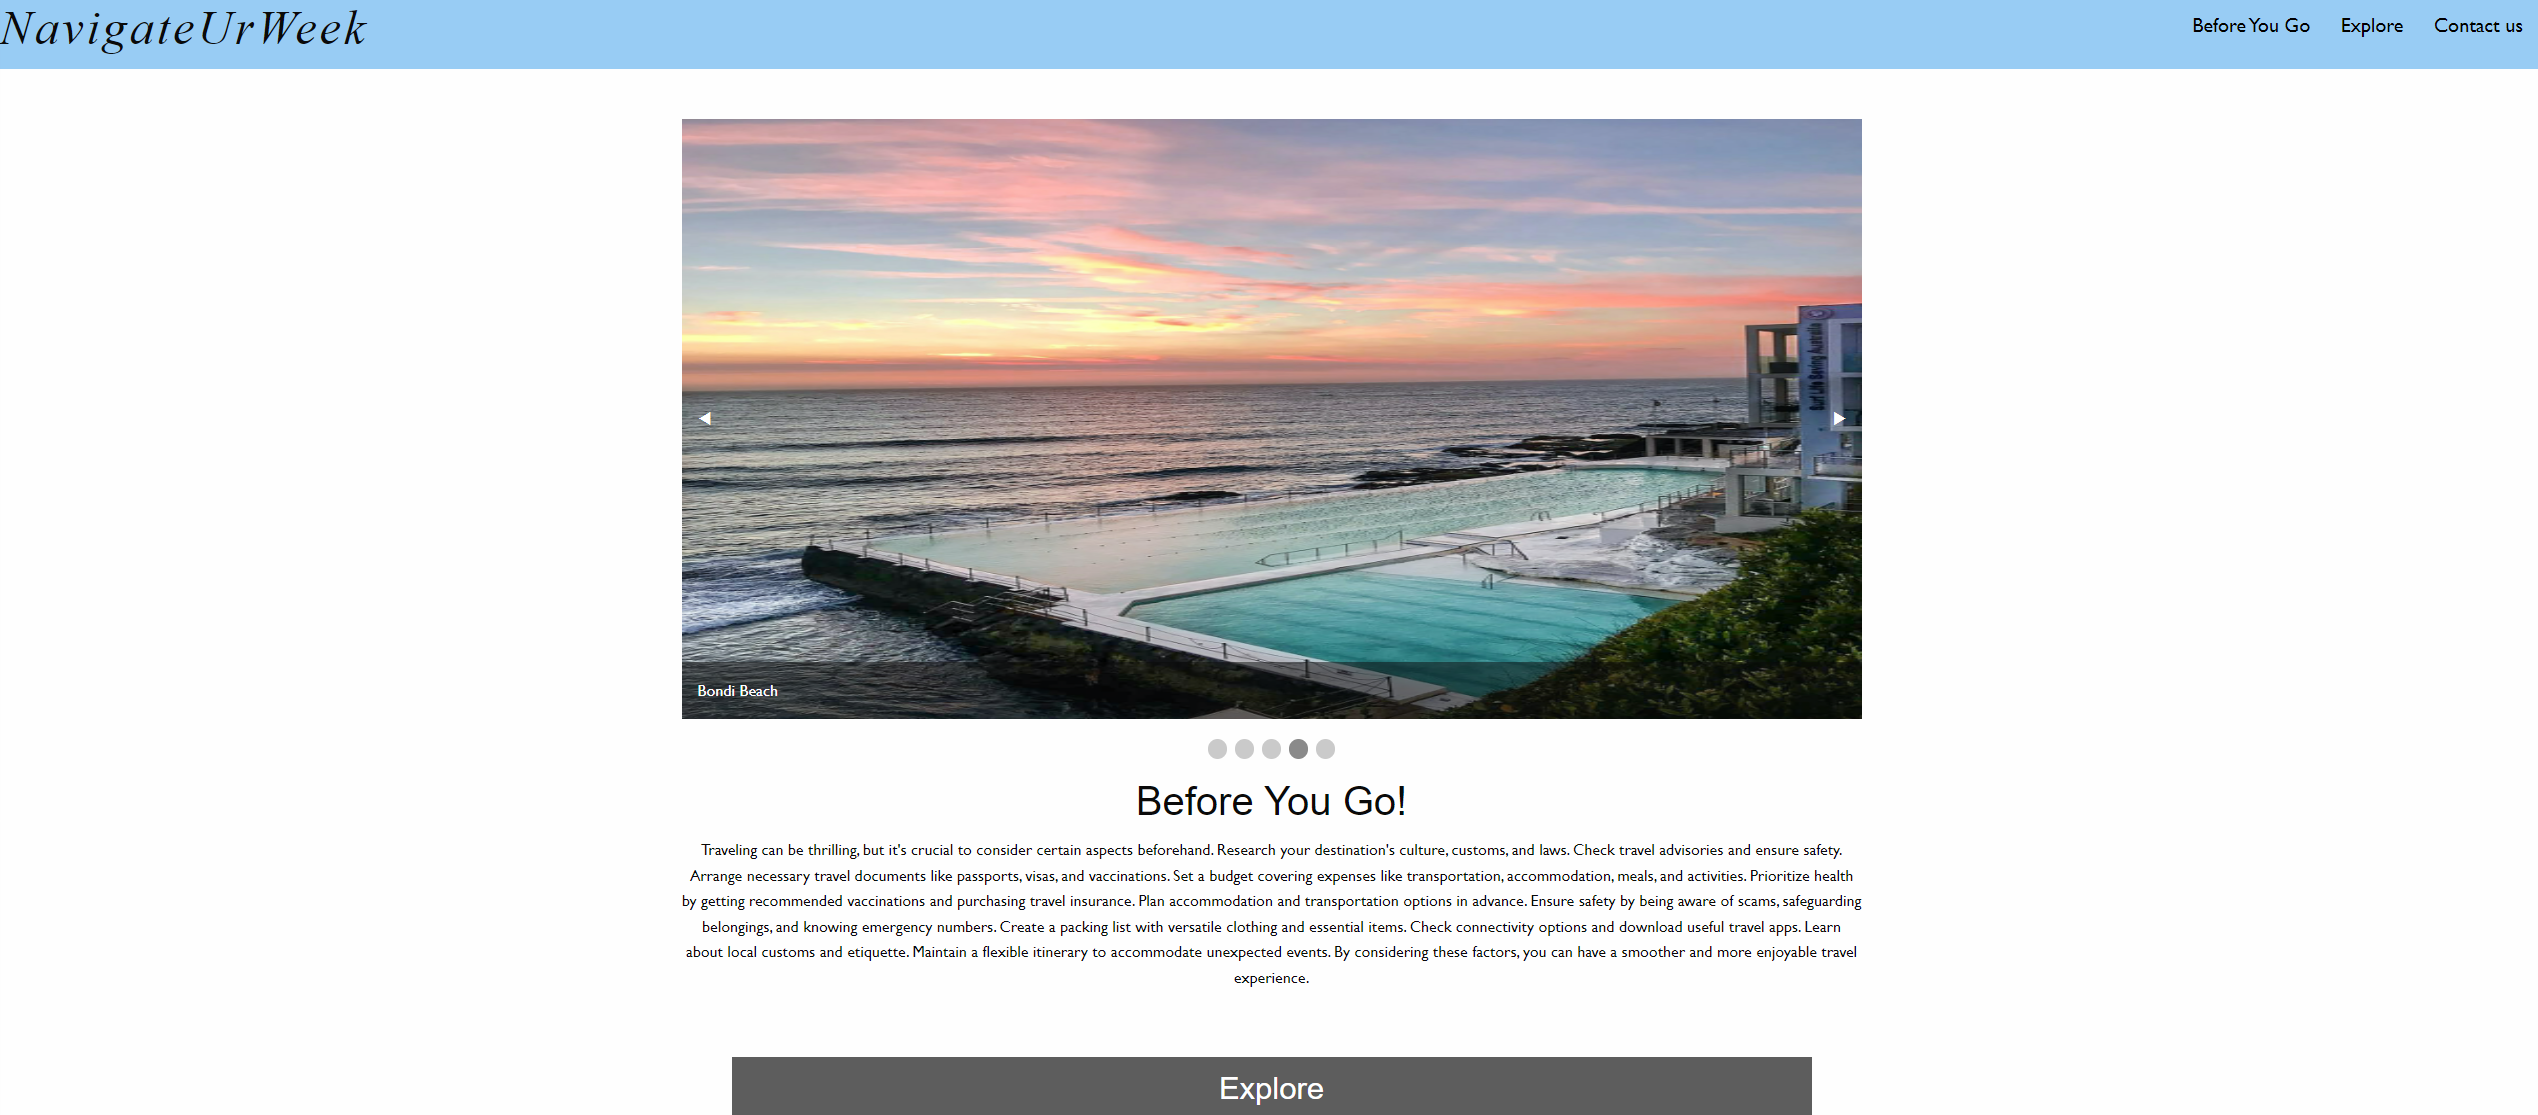 NavigateUrWeek
Before You Go Explore Contact us
Surf Life Saving Australia
Bondi Beach
Before You Go!
Traveling can be thrilling, but it's crucial to consider certain aspects beforehand. Research your destination's culture, customs, and laws. Check travel advisories and ensure safety.
Arrange necessary travel documents like passports, visas, and vaccinations. Set a budget covering expenses like transportation, accommodation, meals, and activities. Prioritize health
by getting recommended vaccinations and purchasing travel insurance. Plan accommodation and transportation options in advance. Ensure safety by being aware of scams, safeguarding
belongings, and knowing emergency numbers. Create a packing list with versatile clothing and essential items. Check connectivity options and download useful travel apps. Learn
about local customs and etiquette. Maintain a flexible itinerary to accommodate unexpected events. By considering these factors, you can have a smoother and more enjoyable travel
experience.
Explore